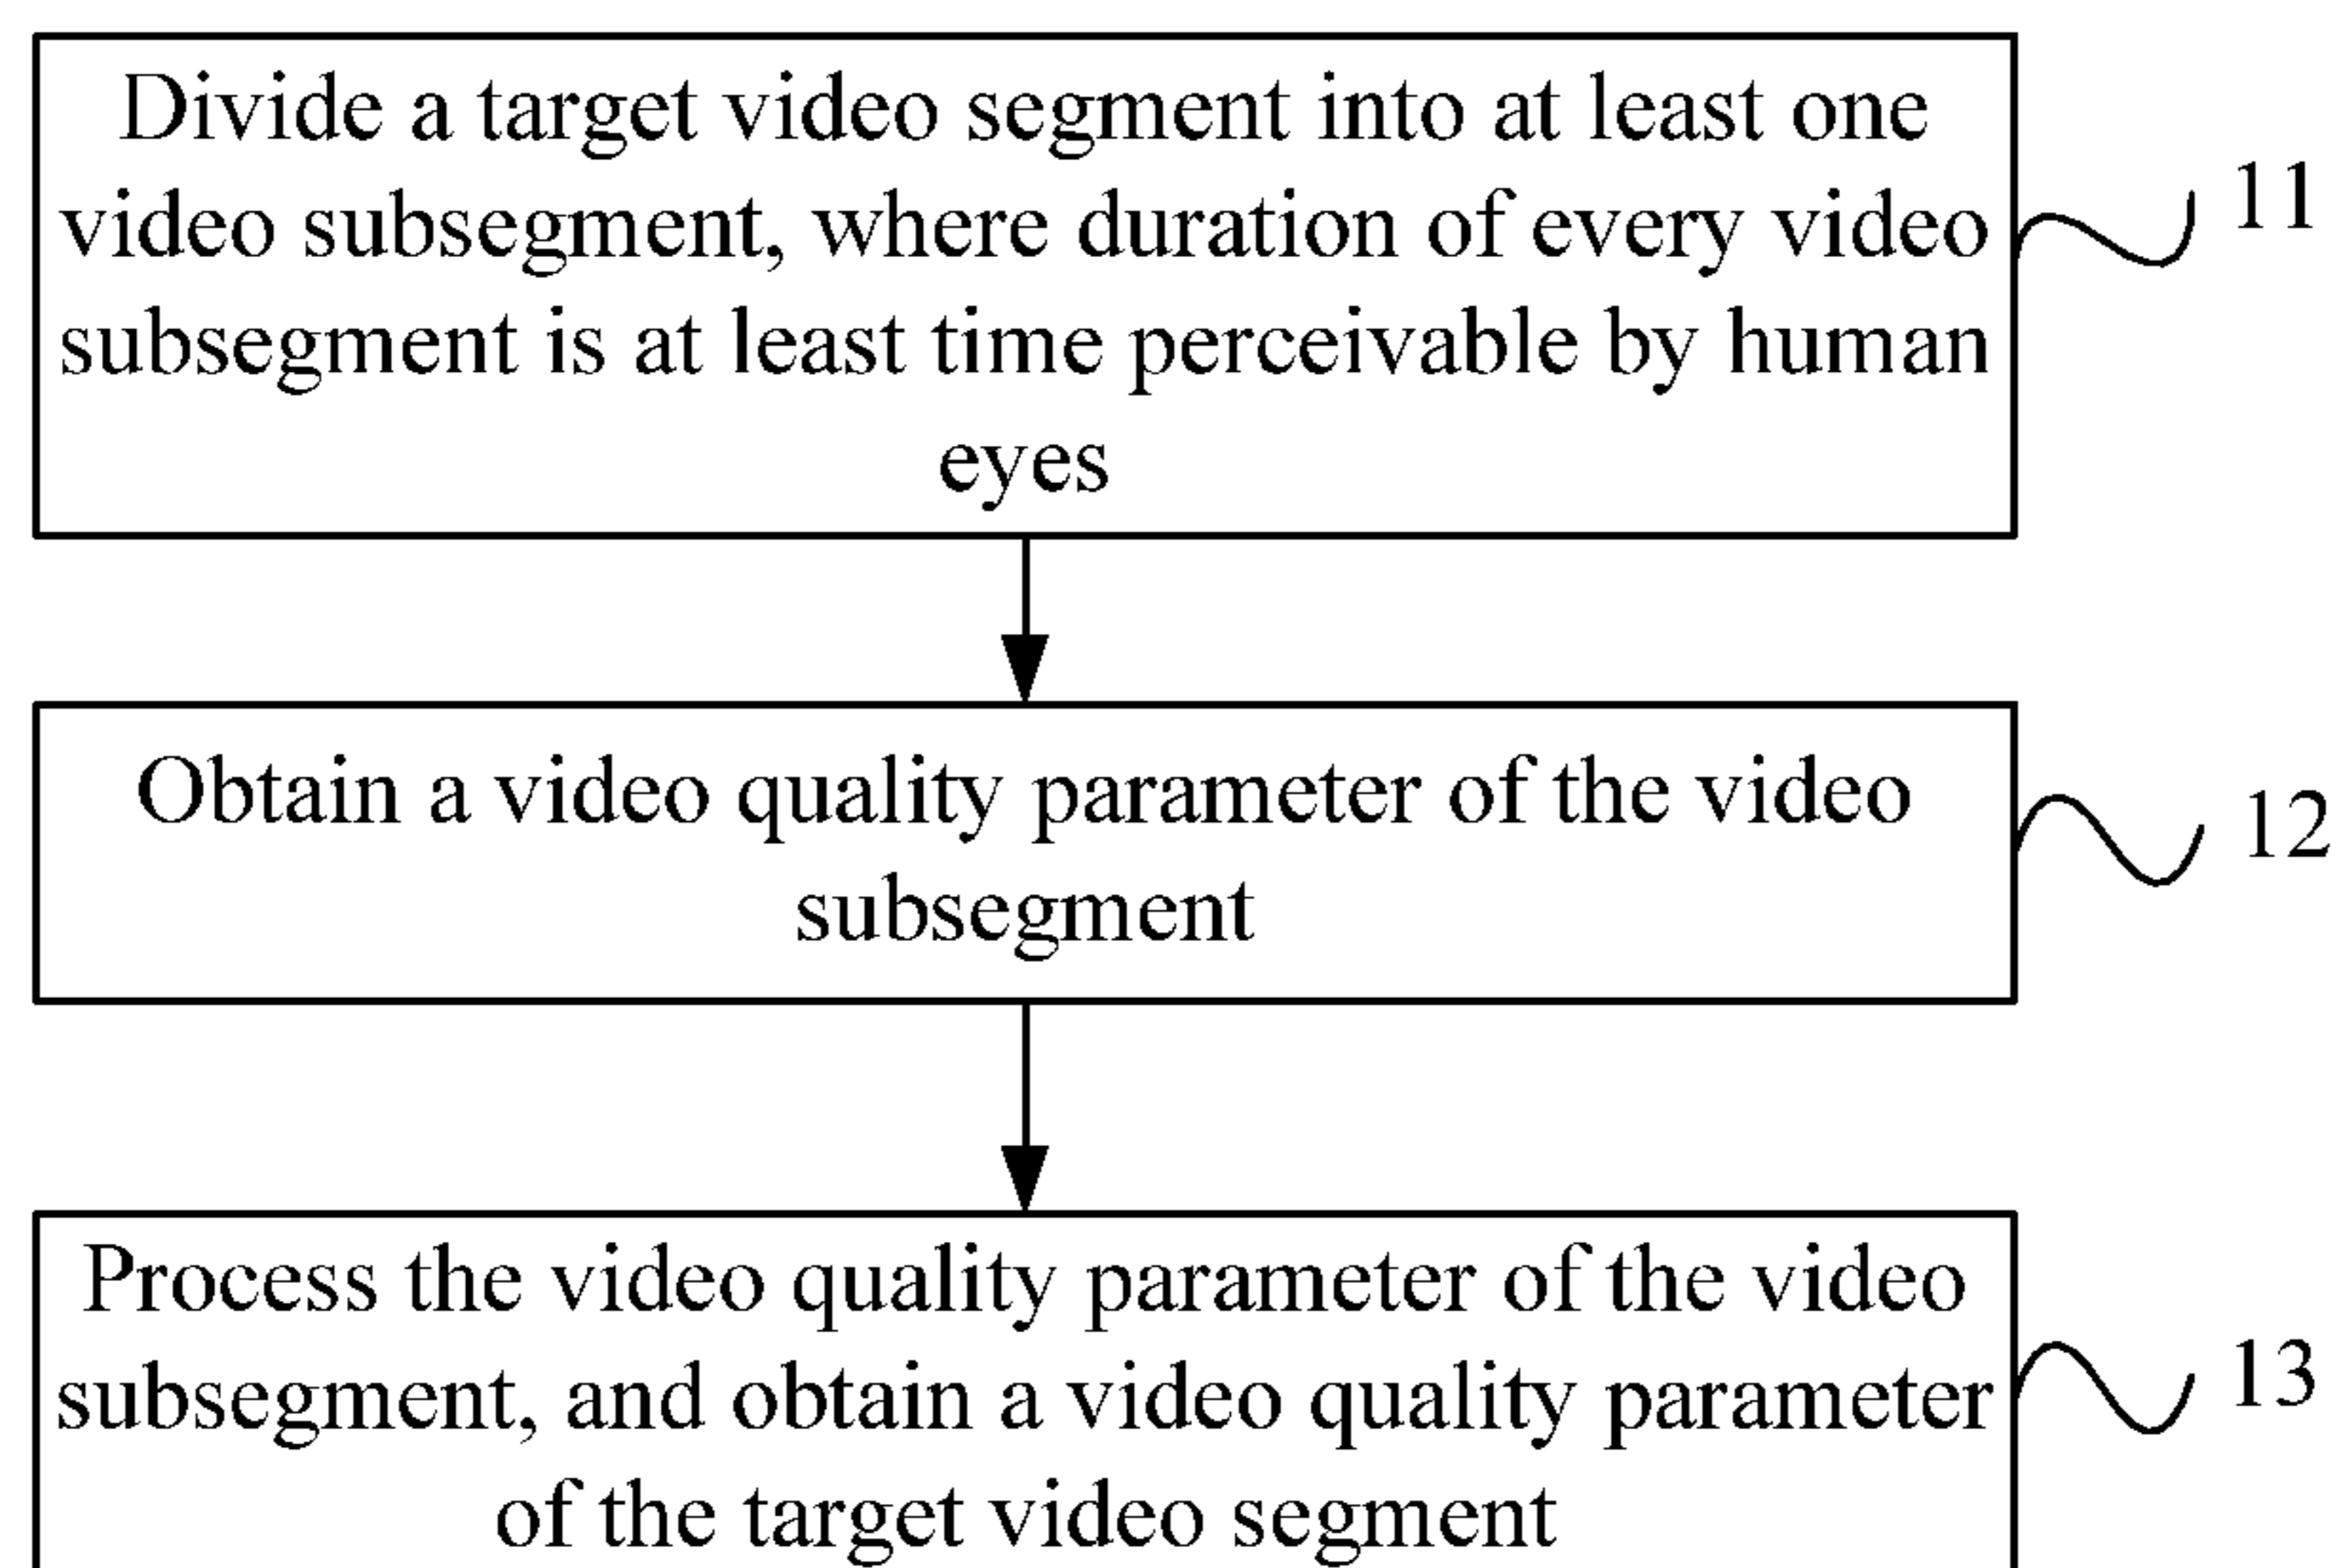 Divide a target video segment into at least one
video subsegment, where duration of every video
subsegment is at least time perceivable by human
eyes
11
Obtain a video quality parameter of the video
subsegment
12
Process the video quality parameter of the video
subsegment, and obtain a video quality parameter
of the target video segment
13